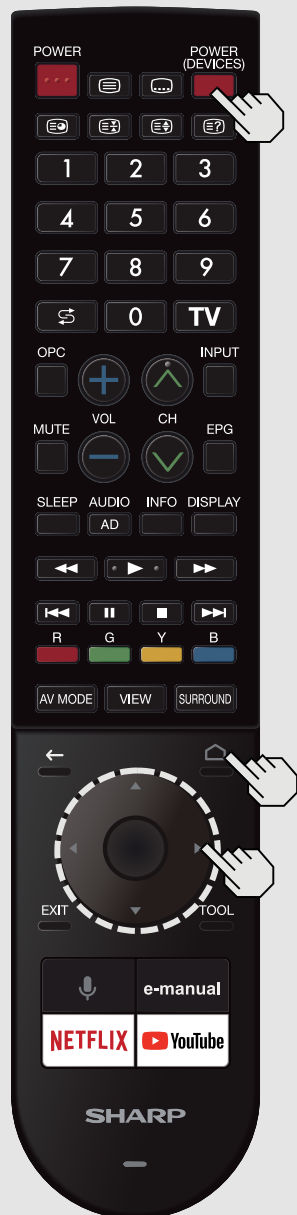 POWER
POWER
(DEVICES)
1 2 3
4 5 6
7 8 9
0 TV
OPC INPUT
VOL CH
MUTE EPG
SLEEP AUDIO INFO DISPLAY
AD
R G Y B
AV MODE VIEW SURROUND
EXIT TOOL
e-manual
NETFLIX YouTube
SHARP